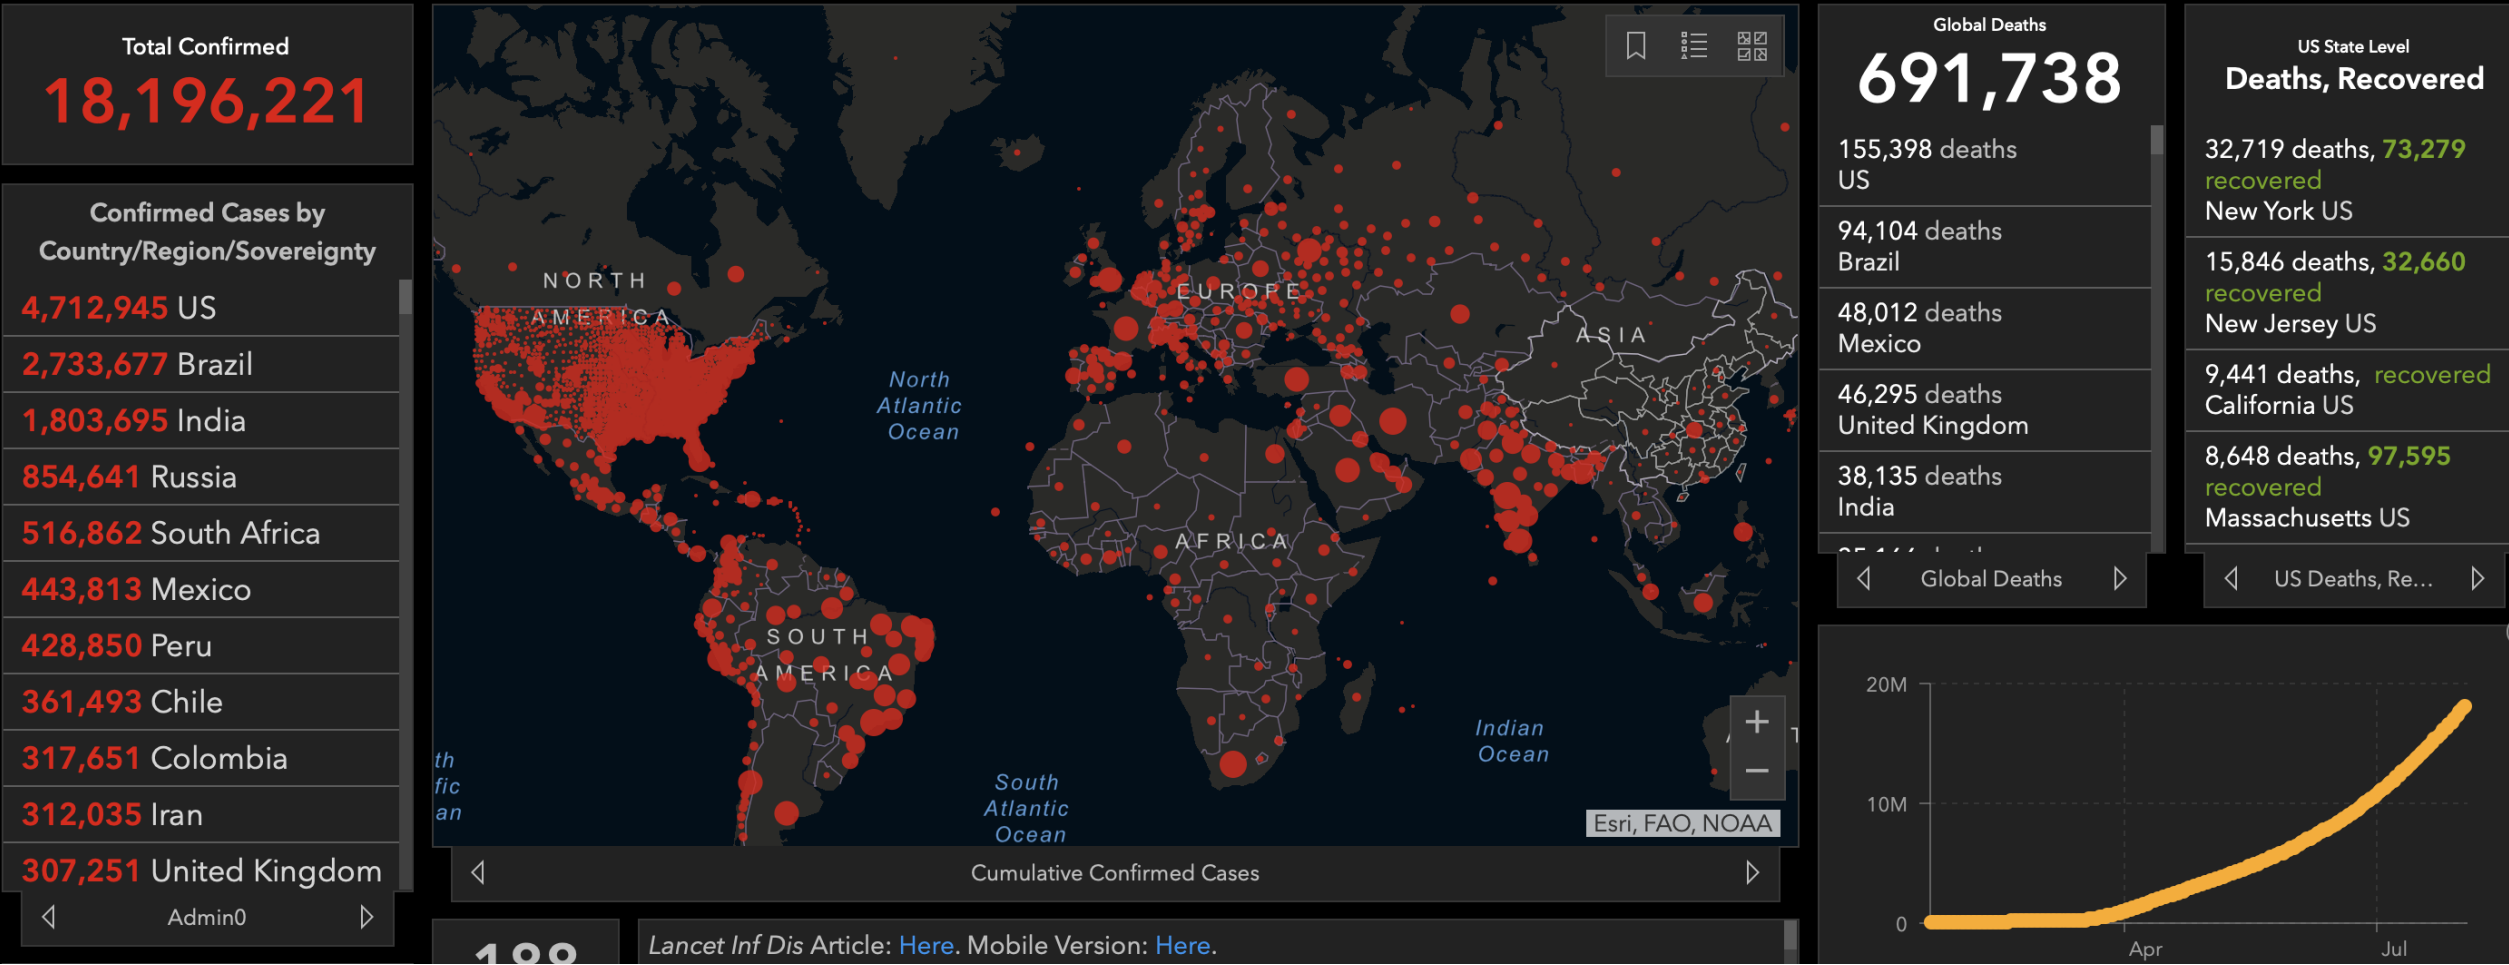 Total Confirmed
18,196,221
Confirmed Cases by
Country/Region/Sovereignty
4,712,945 US
2,733,677 Brazil
1,803,695 India
854,641 Russia
516,862 South Africa
443,813 Mexico
428,850 Peru
361,493 Chile
317,651 Colombia
312,035 Iran
307,251 United Kingdom
Admin0
NORTH
AMERICA
EUROPE
ASIA
North
Atlantic
Ocean
AFRICA
SOUTH
AMERICA
Indian
Ocean
South
Atlantic
Ocean
th
fic
an
+
−
Esri, FAO, NOAA
Cumulative Confirmed Cases
188
Lancet Inf Dis Article: Here. Mobile Version: Here.
Global Deaths
691,738
155,398 deaths
US
94,104 deaths
Brazil
48,012 deaths
Mexico
46,295 deaths
United Kingdom
38,135 deaths
India
Global Deaths
US State Level
Deaths, Recovered
32,719 deaths, 73,279
recovered
New York US
15,846 deaths, 32,660
recovered
New Jersey US
9,441 deaths, recovered
California US
8,648 deaths, 97,595
recovered
Massachusetts US
US Deaths, Re...
20M
10M
0
Apr
Jul